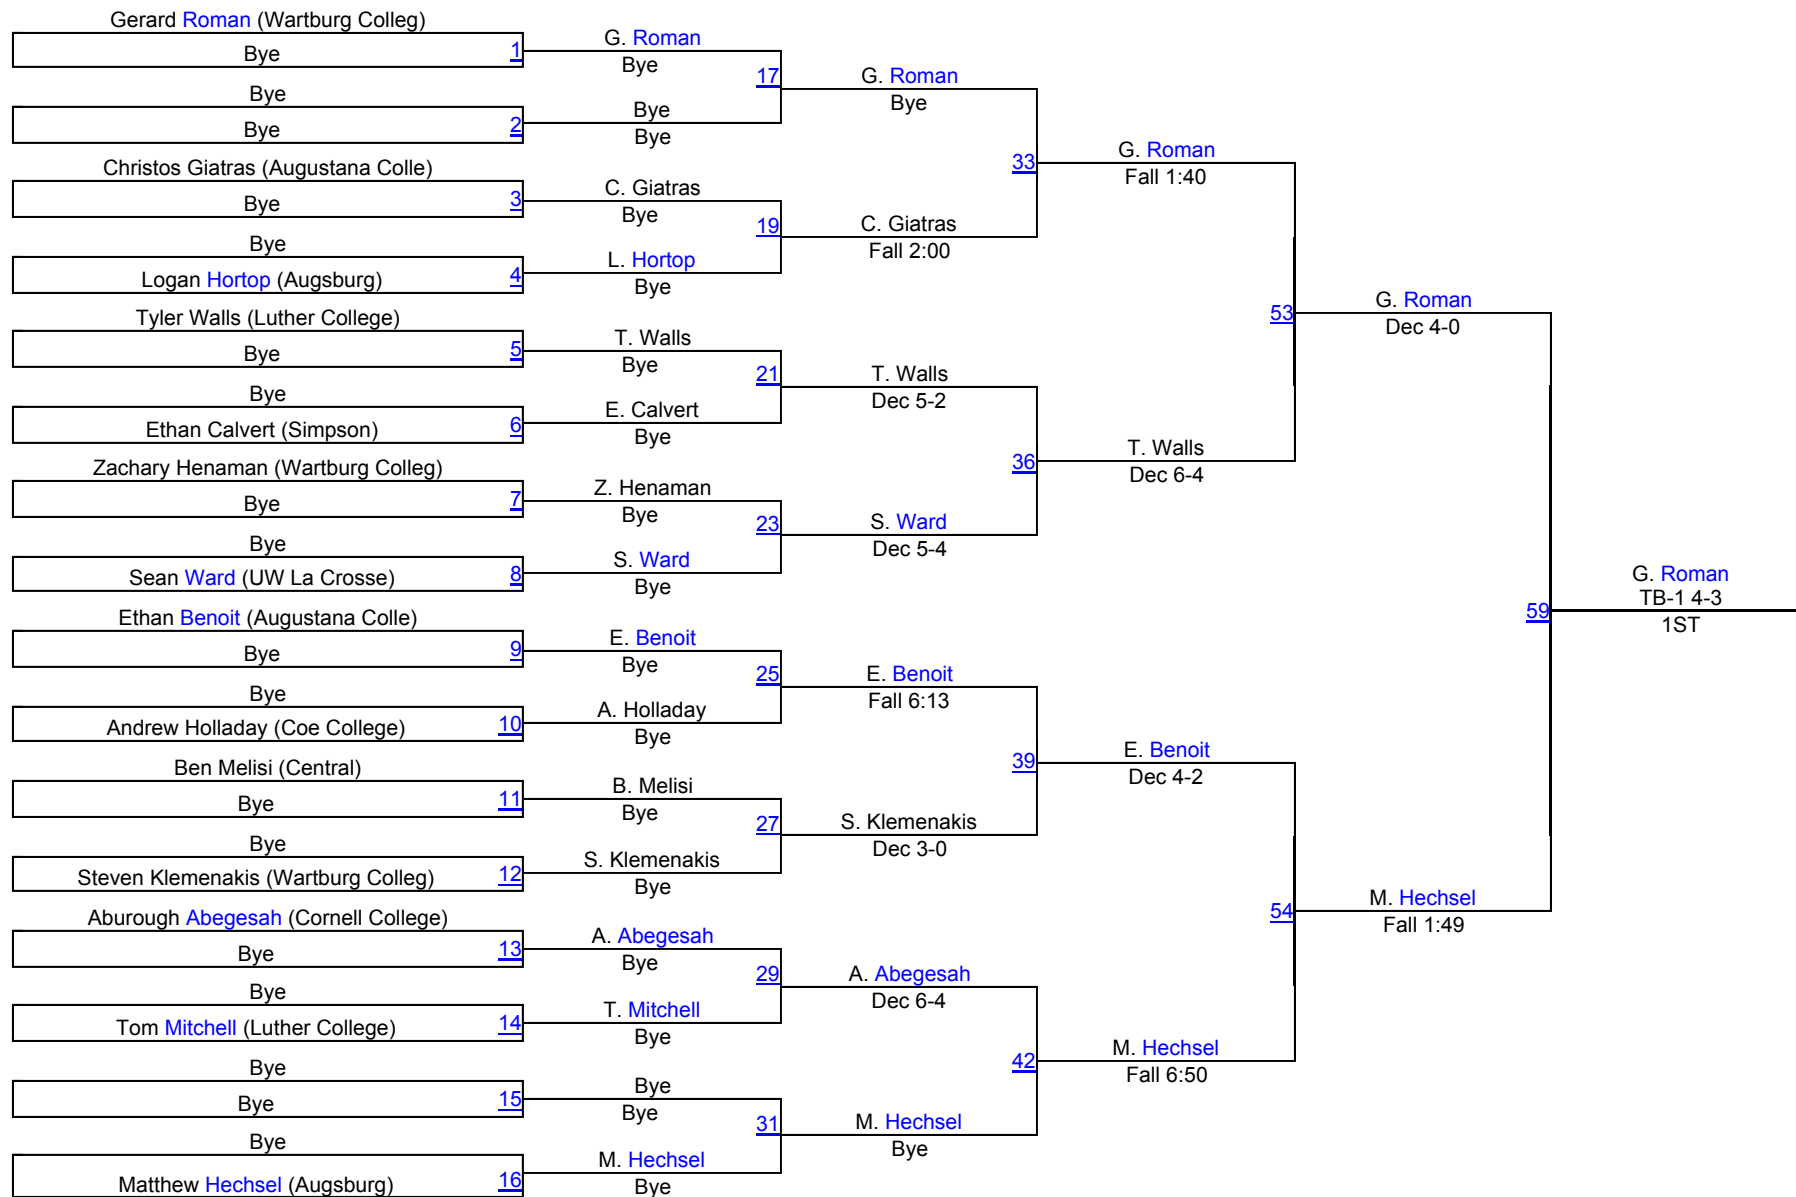 Gerard Roman (Wartburg Colleg)
Bye
1
Bye
Bye
2
Christos Giatras (Augustana Colle)
Bye
3
Bye
Logan Hortop (Augsburg)
4
Tyler Walls (Luther College)
Bye
5
Bye
Ethan Calvert (Simpson)
6
Zachary Henaman (Wartburg Colleg)
Bye
7
Bye
Sean Ward (UW La Crosse)
8
Ethan Benoit (Augustana Colle)
Bye
9
Bye
Andrew Holladay (Coe College)
10
Ben Melisi (Central)
Bye
11
Bye
Steven Klemenakis (Wartburg Colleg)
12
Aburough Abegesah (Cornell College)
Bye
13
Bye
Tom Mitchell (Luther College)
14
Bye
Bye
15
Bye
Matthew Hechsel (Augsburg)
16
G. Roman
Bye
17
Bye
Bye
C. Giatras
Bye
19
L. Hortop
Bye
T. Walls
Bye
21
E. Calvert
Bye
Z. Henaman
Bye
23
S. Ward
Bye
E. Benoit
Bye
25
A. Holladay
Bye
B. Melisi
Bye
27
S. Klemenakis
Bye
A. Abegesah
Bye
29
T. Mitchell
Bye
Bye
Bye
31
M. Hechsel
Bye
G. Roman
Bye
33
C. Giatras
Fall 2:00
T. Walls
Dec 5-2
36
S. Ward
Dec 5-4
E. Benoit
Fall 6:13
39
S. Klemenakis
Dec 3-0
A. Abegesah
Dec 6-4
42
M. Hechsel
Bye
G. Roman
Fall 1:40
53
T. Walls
Dec 6-4
E. Benoit
Dec 4-2
54
M. Hechsel
Fall 6:50
G. Roman
Dec 4-0
59
M. Hechsel
Fall 1:49
G. Roman
TB-1 4-3
1ST